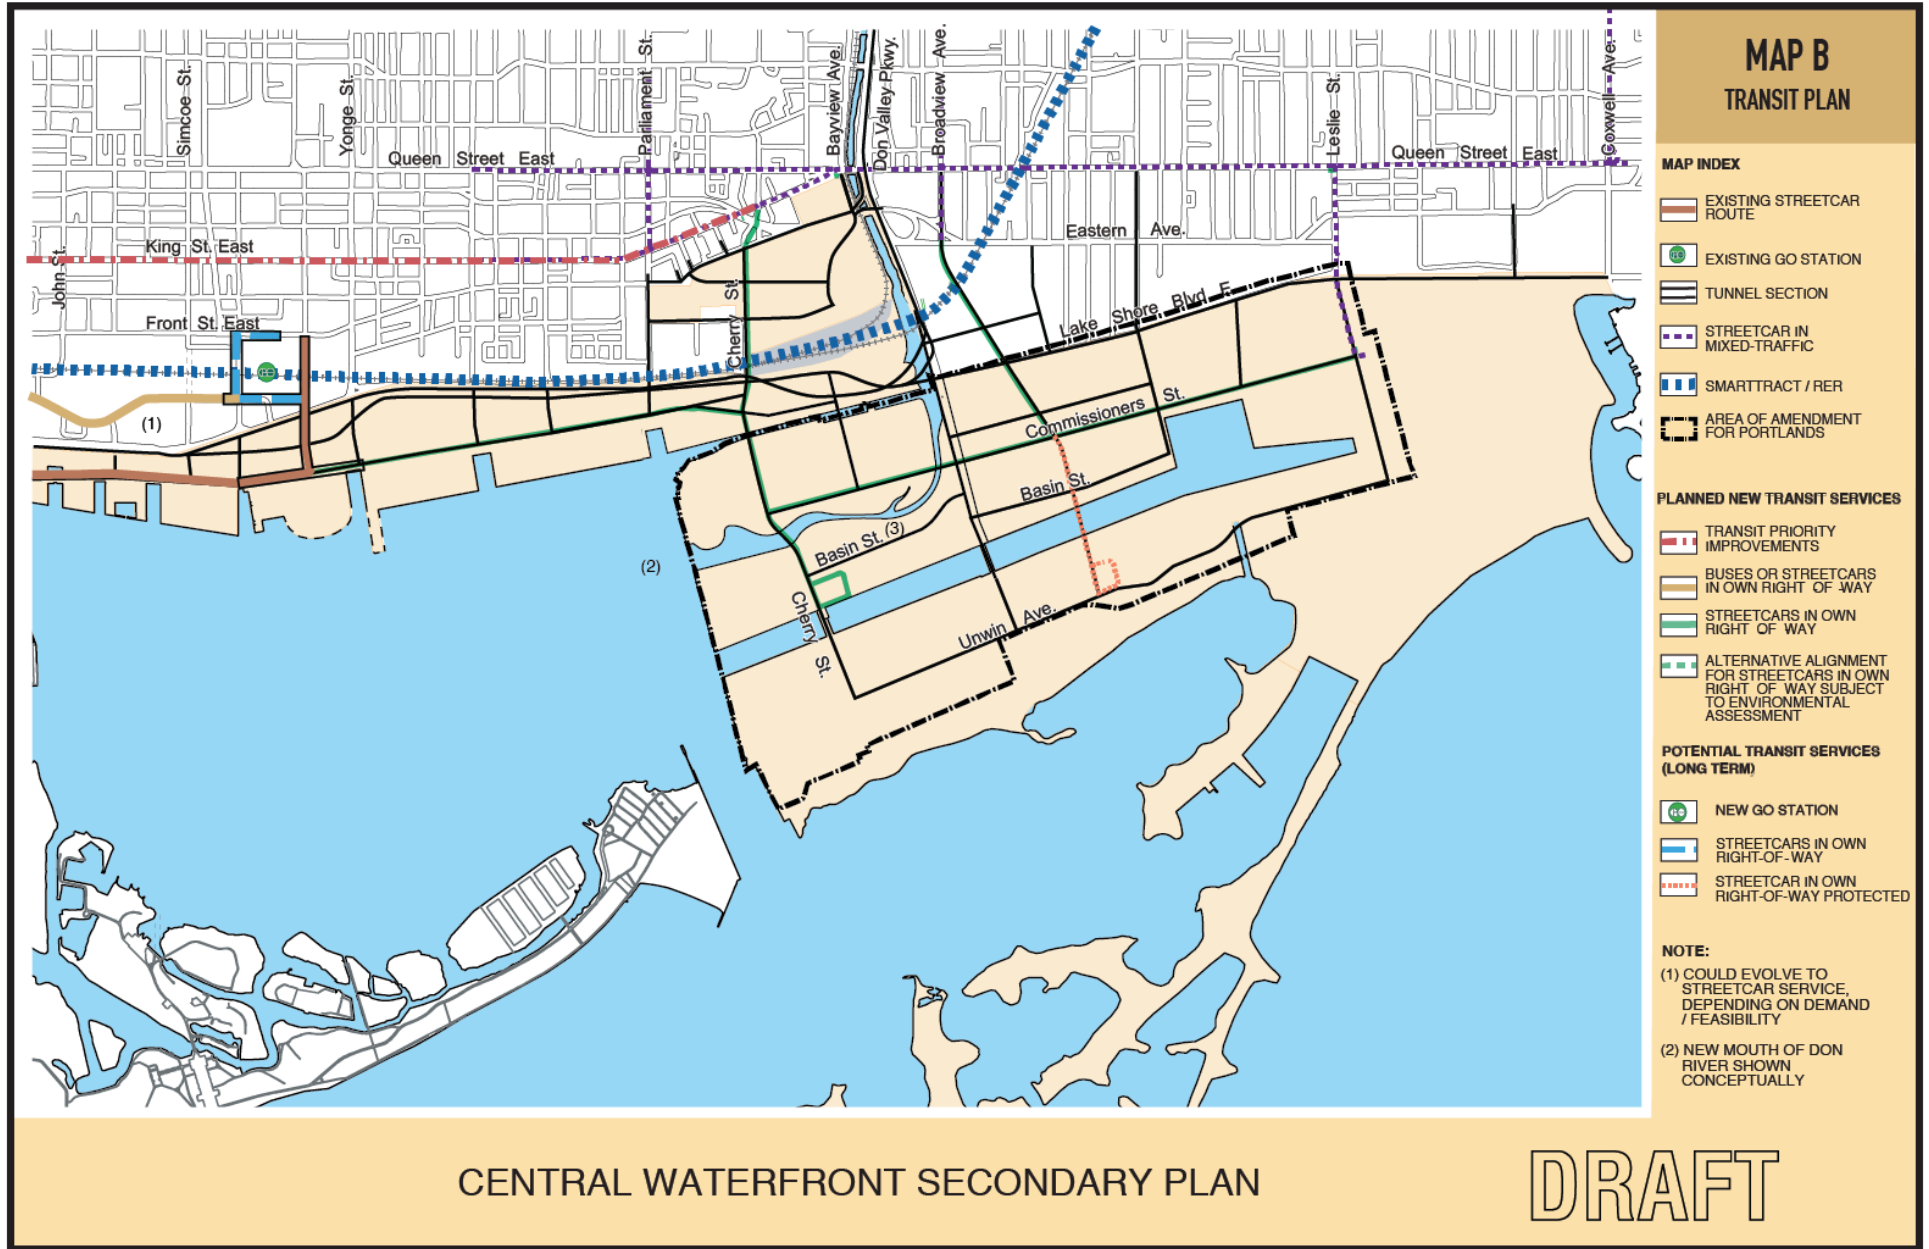 MAP B
TRANSIT PLAN
MAP INDEX
EXISTING STREETCAR
ROUTE
EXISTING GO STATION
TUNNEL SECTION
STREETCAR IN
MIXED-TRAFFIC
SMARTTRACT / RER
AREA OF AMENDMENT
FOR PORTLANDS
PLANNED NEW TRANSIT SERVICES
TRANSIT PRIORITY
IMPROVEMENTS
BUSES OR STREETCARS
IN OWN RIGHT OF -WAY
STREETCARS IN OWN
RIGHT OF WAY
ALTERNATIVE ALIGNMENT
FOR STREETCARS IN OWN
RIGHT OF WAY SUBJECT
TO ENVIRONMENTAL
ASSESSMENT
POTENTIAL TRANSIT SERVICES
(LONG TERM)
NEW GO STATION
STREETCARS IN OWN
RIGHT-OF-WAY
STREETCAR IN OWN
RIGHT-OF-WAY PROTECTED
NOTE:
(1) COULD EVOLVE TO
STREETCAR SERVICE,
DEPENDING ON DEMAND
/ FEASIBILITY
(2) NEW MOUTH OF DON
RIVER SHOWN
CONCEPTUALLY
Simcoe St.
Yonge St.
Parliament St.
Bayview Ave.
Don Valley Pkwy.
Broadview Ave.
Leslie St.
Coxwell Ave.
Queen Street East
Queen Street East
King St. East
John St.
Eastern Ave.
Front St. East
Cherry St.
Lake Shore Blvd E.
(1)
Commissioners St.
Basin St.
Basin St. (3)
(2)
Cherry St.
Unwin Ave.
CENTRAL WATERFRONT SECONDARY PLAN
DRAFT